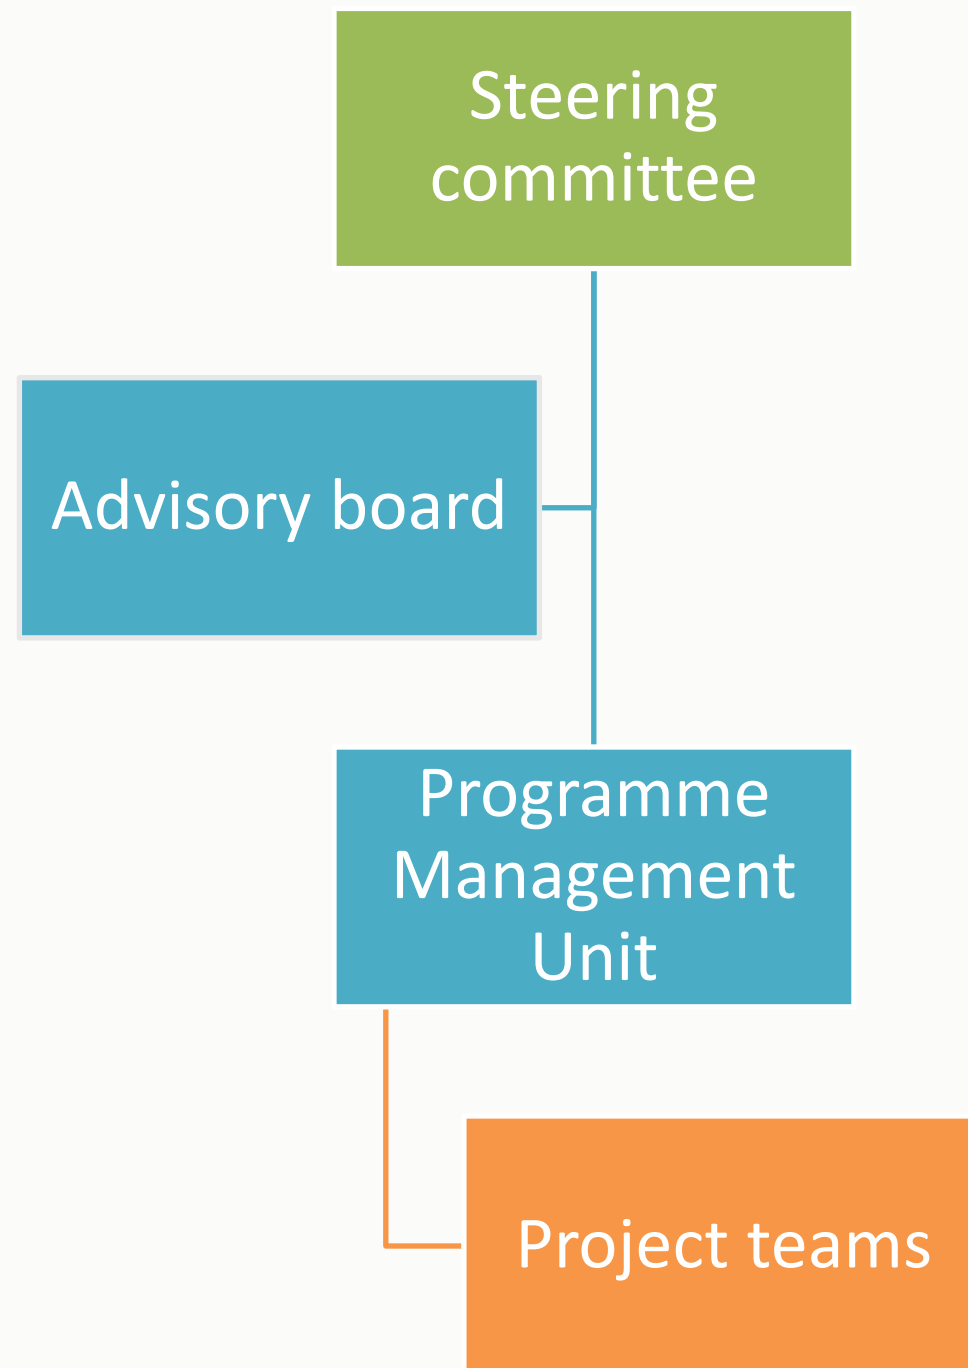 Steering
committee
Advisory board
Programme
Management
Unit
Project teams